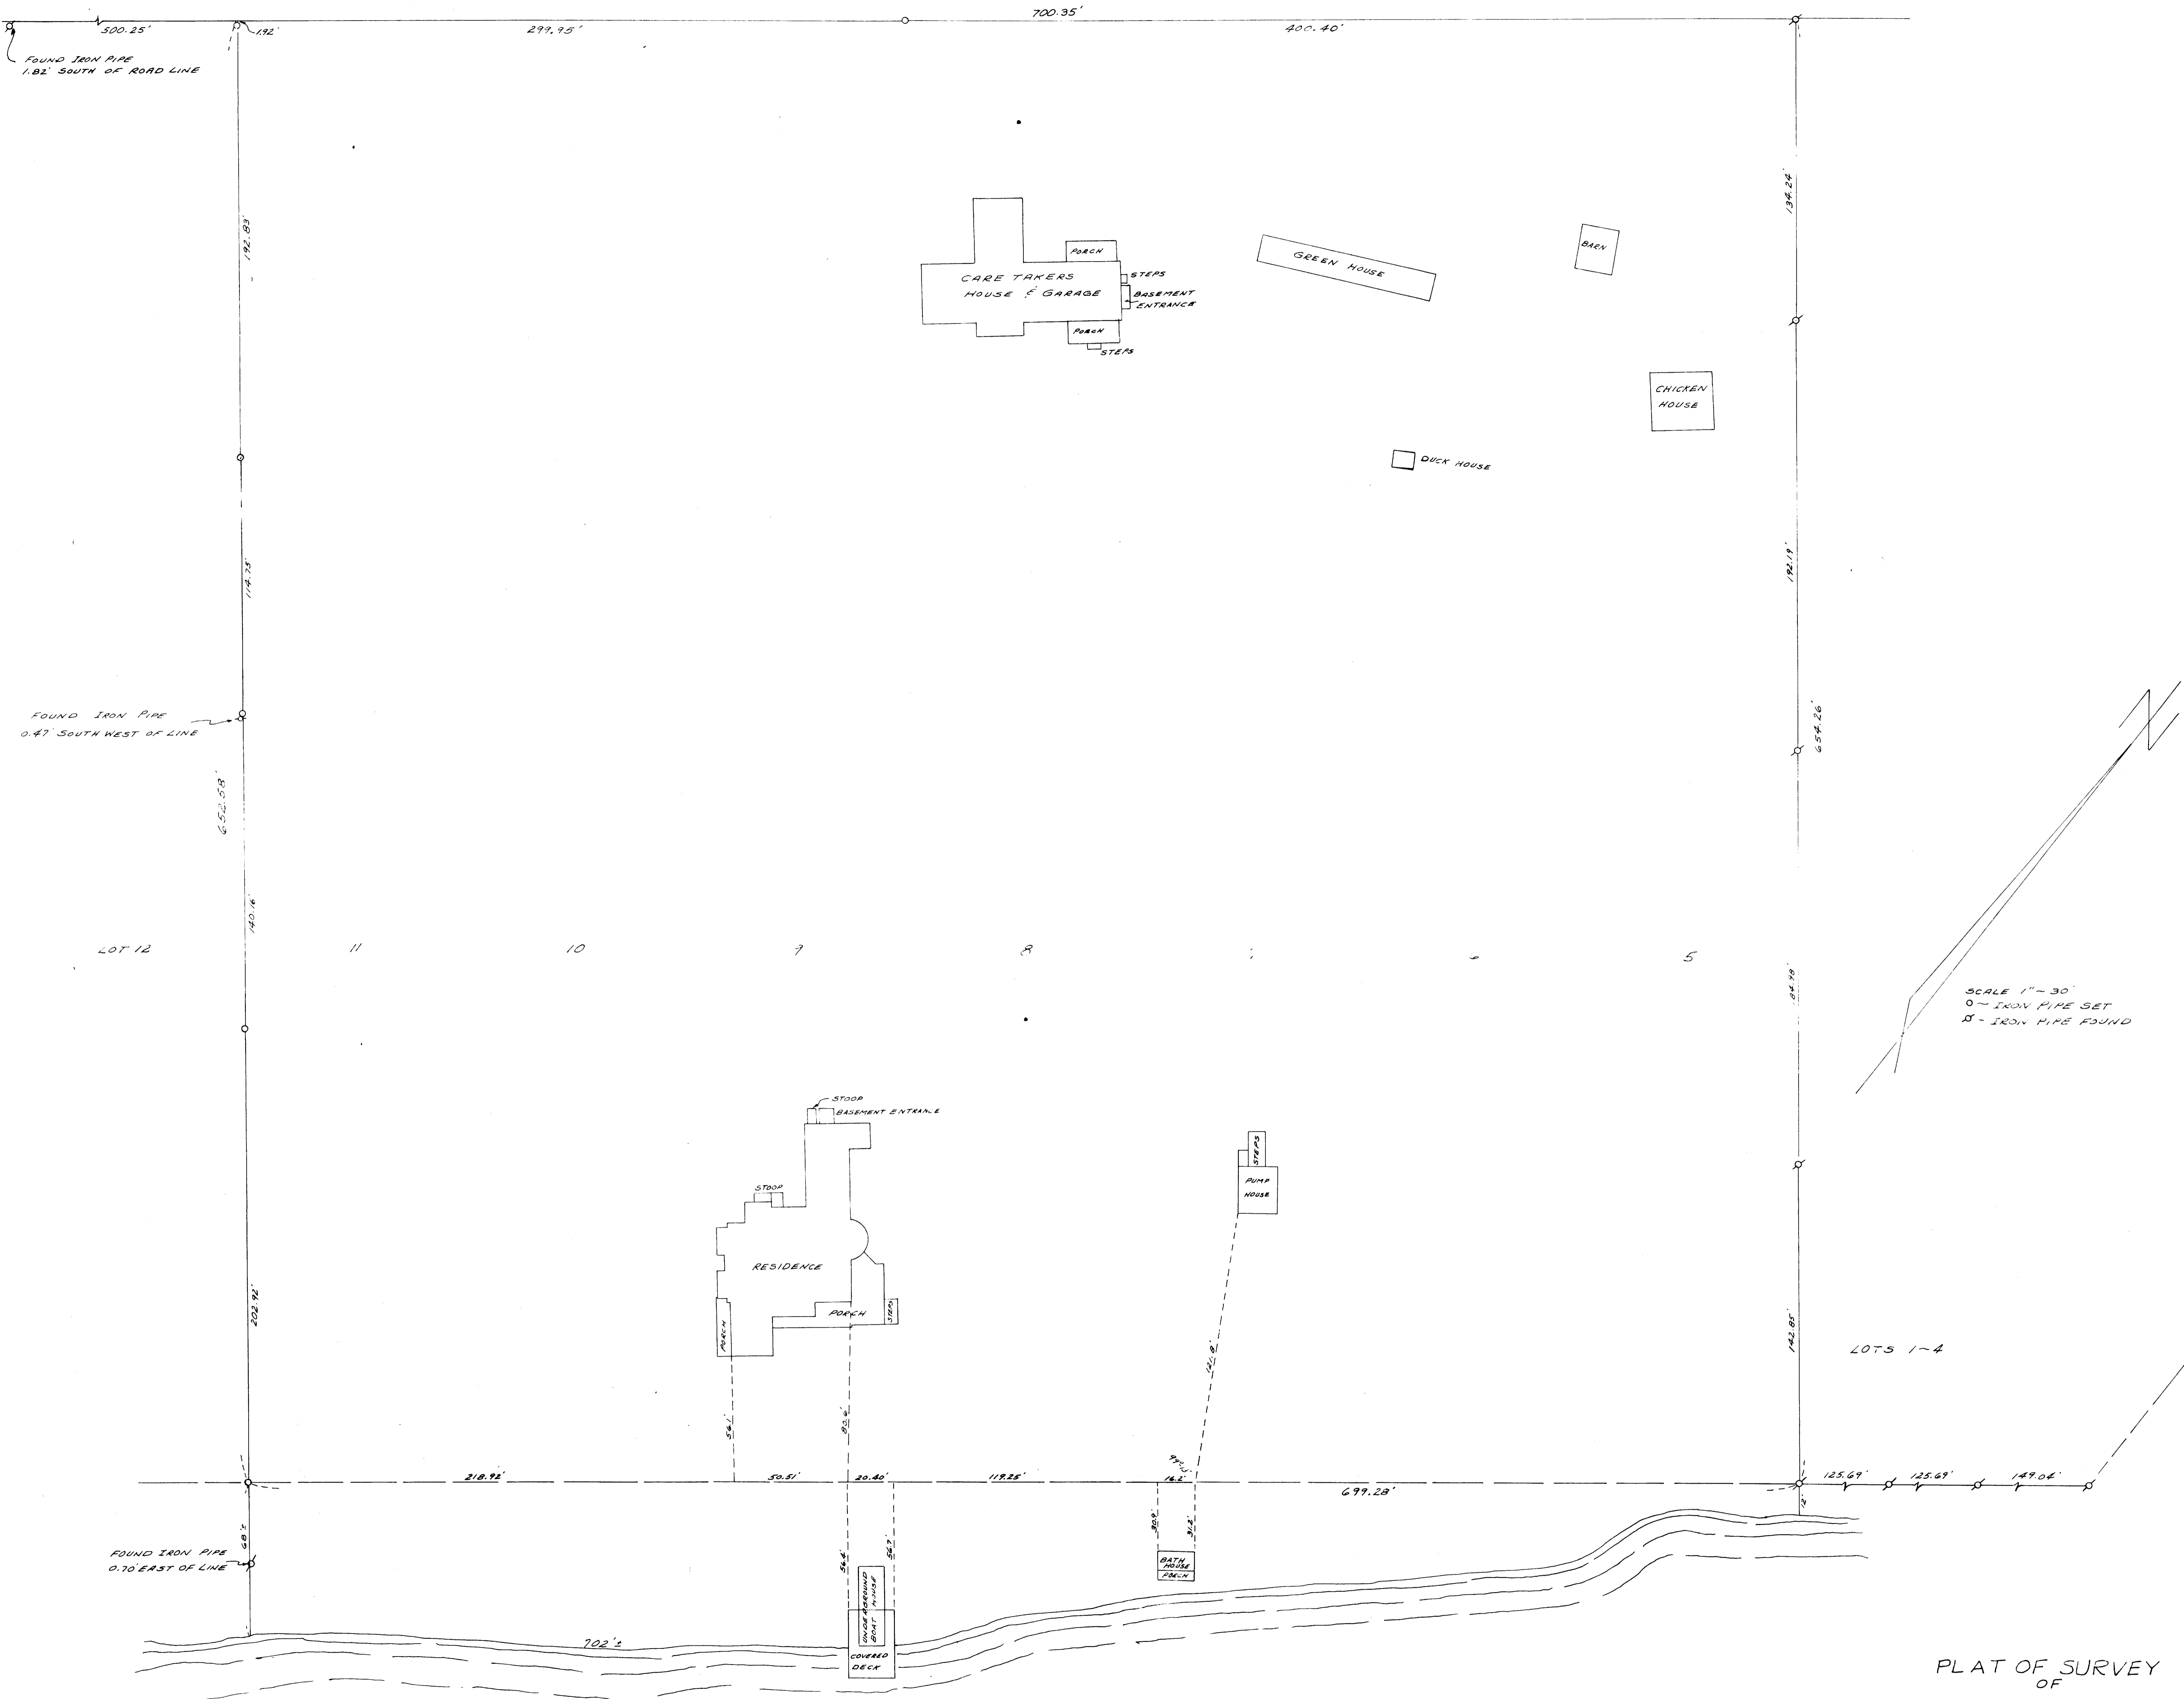 700.35'
500.25'
1.92'
299.95'
400.40'
FOUND IRON PIPE
1.82' SOUTH OF ROAD LINE
192.83'
134.24'
PORCH
CARE TAKERS
HOUSE & GARAGE
STEPS
BASEMENT
ENTRANCE
PORCH
STEPS
GREEN HOUSE
BARN
CHICKEN
HOUSE
DUCK HOUSE
114.75'
192.19'
FOUND IRON PIPE
0.47' SOUTH WEST OF LINE
652.58'
654.26'
N
140.16'
LOT 12
11
10
9
8
6
5
84.98'
SCALE 1" ~ 30'
O ~ IRON PIPE SET
Ø - IRON PIPE FOUND
STOOP
BASEMENT ENTRANCE
STOOP
RESIDENCE
PORCH
STEPS
PORCH
STEPS
PUMP
HOUSE
202.92'
142.85'
LOTS 1-4
121.8'
56.1'
80.6'
218.92'
50.51'
20.40'
119.25'
16.2'
699.28'
125.69'
125.69'
149.04'
12'
68'±
56.4'
56.7'
30.9'
31.2'
FOUND IRON PIPE
0.70' EAST OF LINE
UNDERGROUND
BOAT HOUSE
COVERED
DECK
BATH
HOUSE
PORCH
702'±
PLAT OF SURVEY
OF